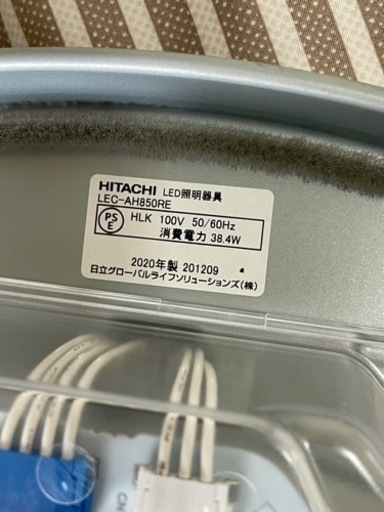 HITACHI LED照明器具
LEC-AH850RE
PS
E
HLK 100V 50/60Hz
消費電力 38.4W
2020年製 201209
日立グローバルライフソリューションズ(株)
CN